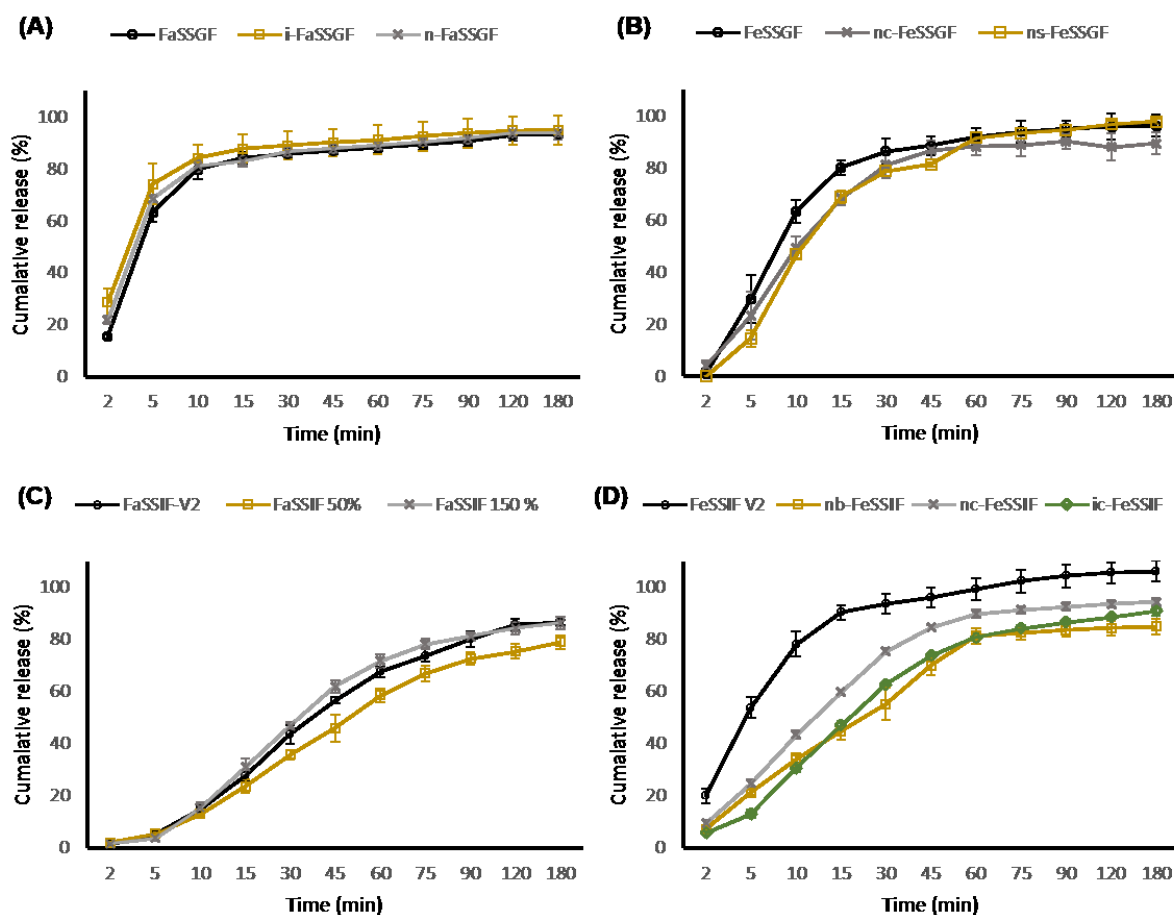 (A)
FaSSGF i-FaSSGF n-FaSSGF
Cumalative release (%)
100
80
60
40
20
0
2 5 10 15 30 45 60 75 90 120 180
Time (min)
(B)
FeSSGF nc-FeSSGF ns-FeSSGF
Cumalative release (%)
100
80
60
40
20
0
2 5 10 15 30 45 60 75 90 120 180
Time (min)
(C)
FaSSIF-V2 FaSSIF 50% FaSSIF 150 %
Cumalative release (%)
100
80
60
40
20
0
2 5 10 15 30 45 60 75 90 120 180
Time (min)
(D)
FeSSIF V2 nb-FeSSIF nc-FeSSIF ic-FeSSIF
Cumalative release (%)
100
80
60
40
20
0
2 5 10 15 30 45 60 75 90 120 180
Time (min)